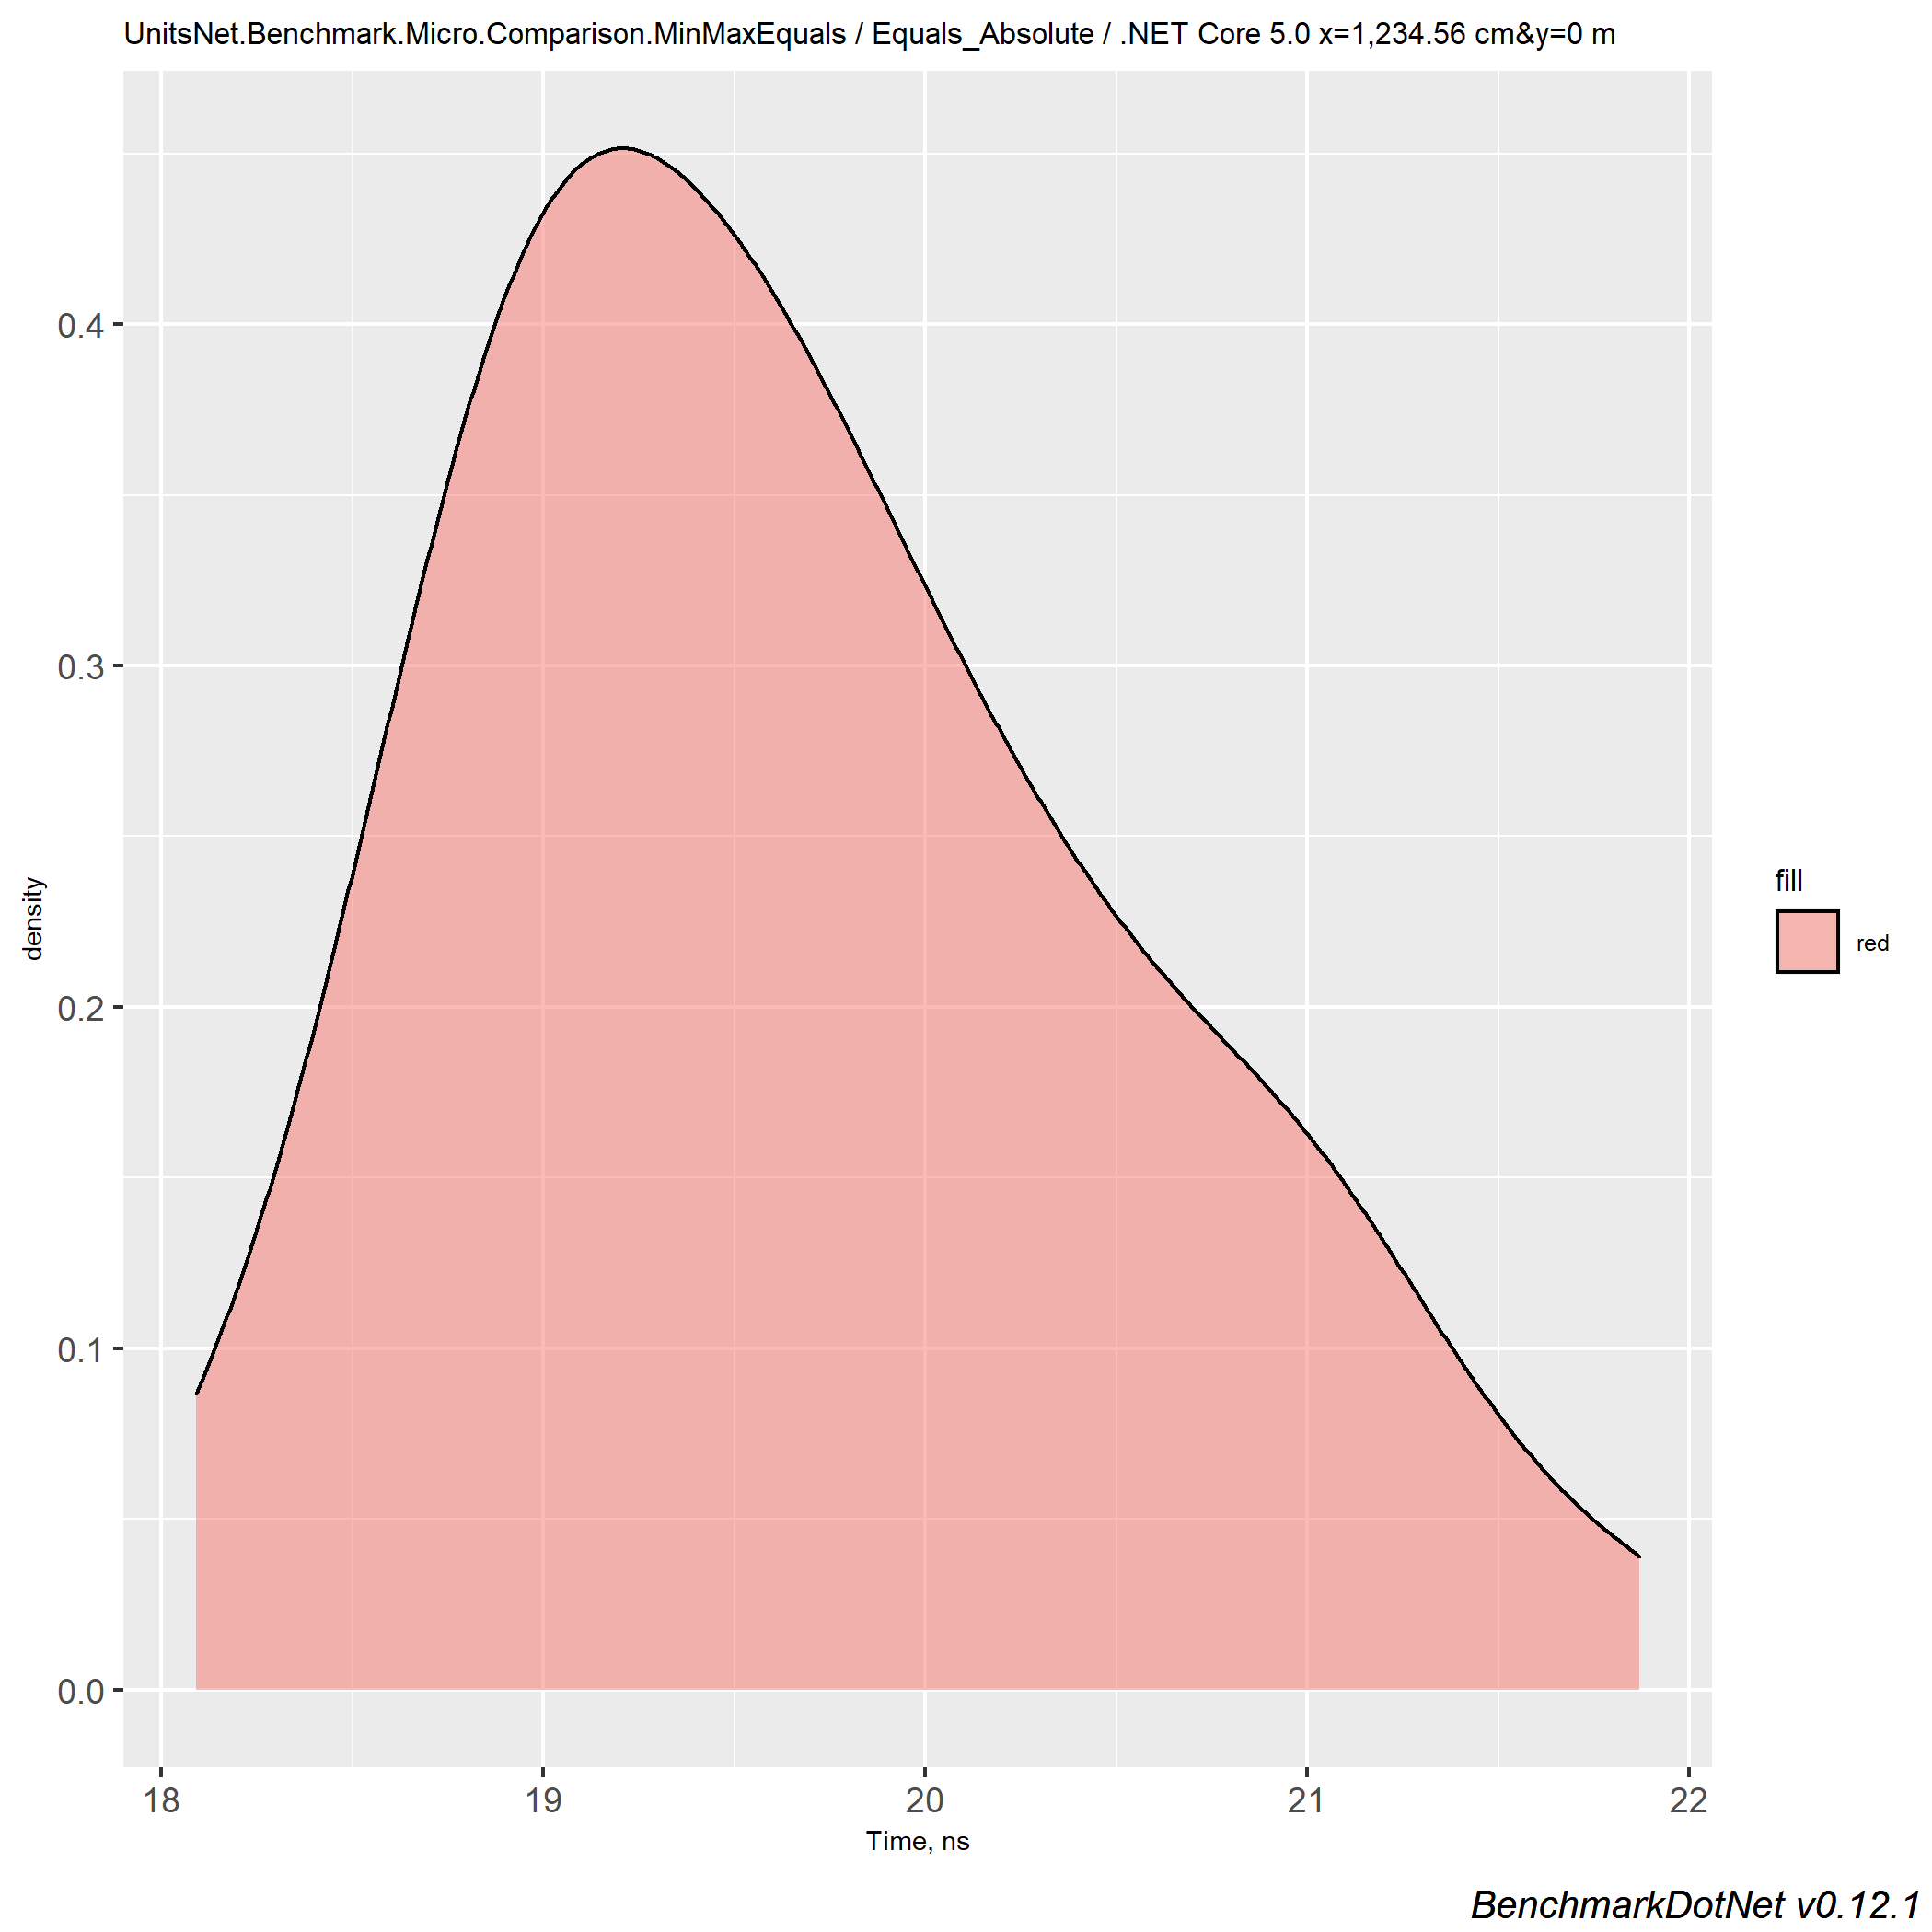 UnitsNet.Benchmark.Micro.Comparison.MinMaxEquals / Equals_Absolute / .NET Core 5.0 x=1,234.56 cm&y=0 m
0.4
0.3
0.2
0.1
0.0
density
18 19 20 21 22
Time, ns
fill
red
BenchmarkDotNet v0.12.1